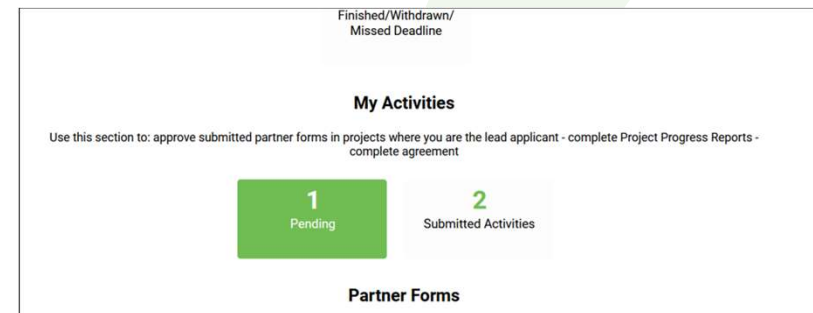 Finished/Withdrawn/
Missed Deadline
My Activities
Use this section to: approve submitted partner forms in projects where you are the lead applicant - complete Project Progress Reports -
complete agreement
1
Pending
2
Submitted Activities
Partner Forms